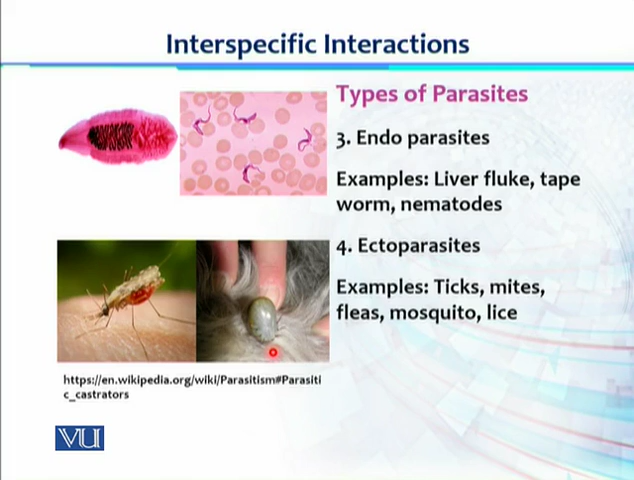 Interspecific Interactions
Types of Parasites
3. Endo parasites
Examples: Liver fluke, tape
worm, nematodes
4. Ectoparasites
Examples: Ticks, mites,
fleas, mosquito, lice
https://en.wikipedia.org/wiki/Parasitism#Parasiti
c_castrators
VU